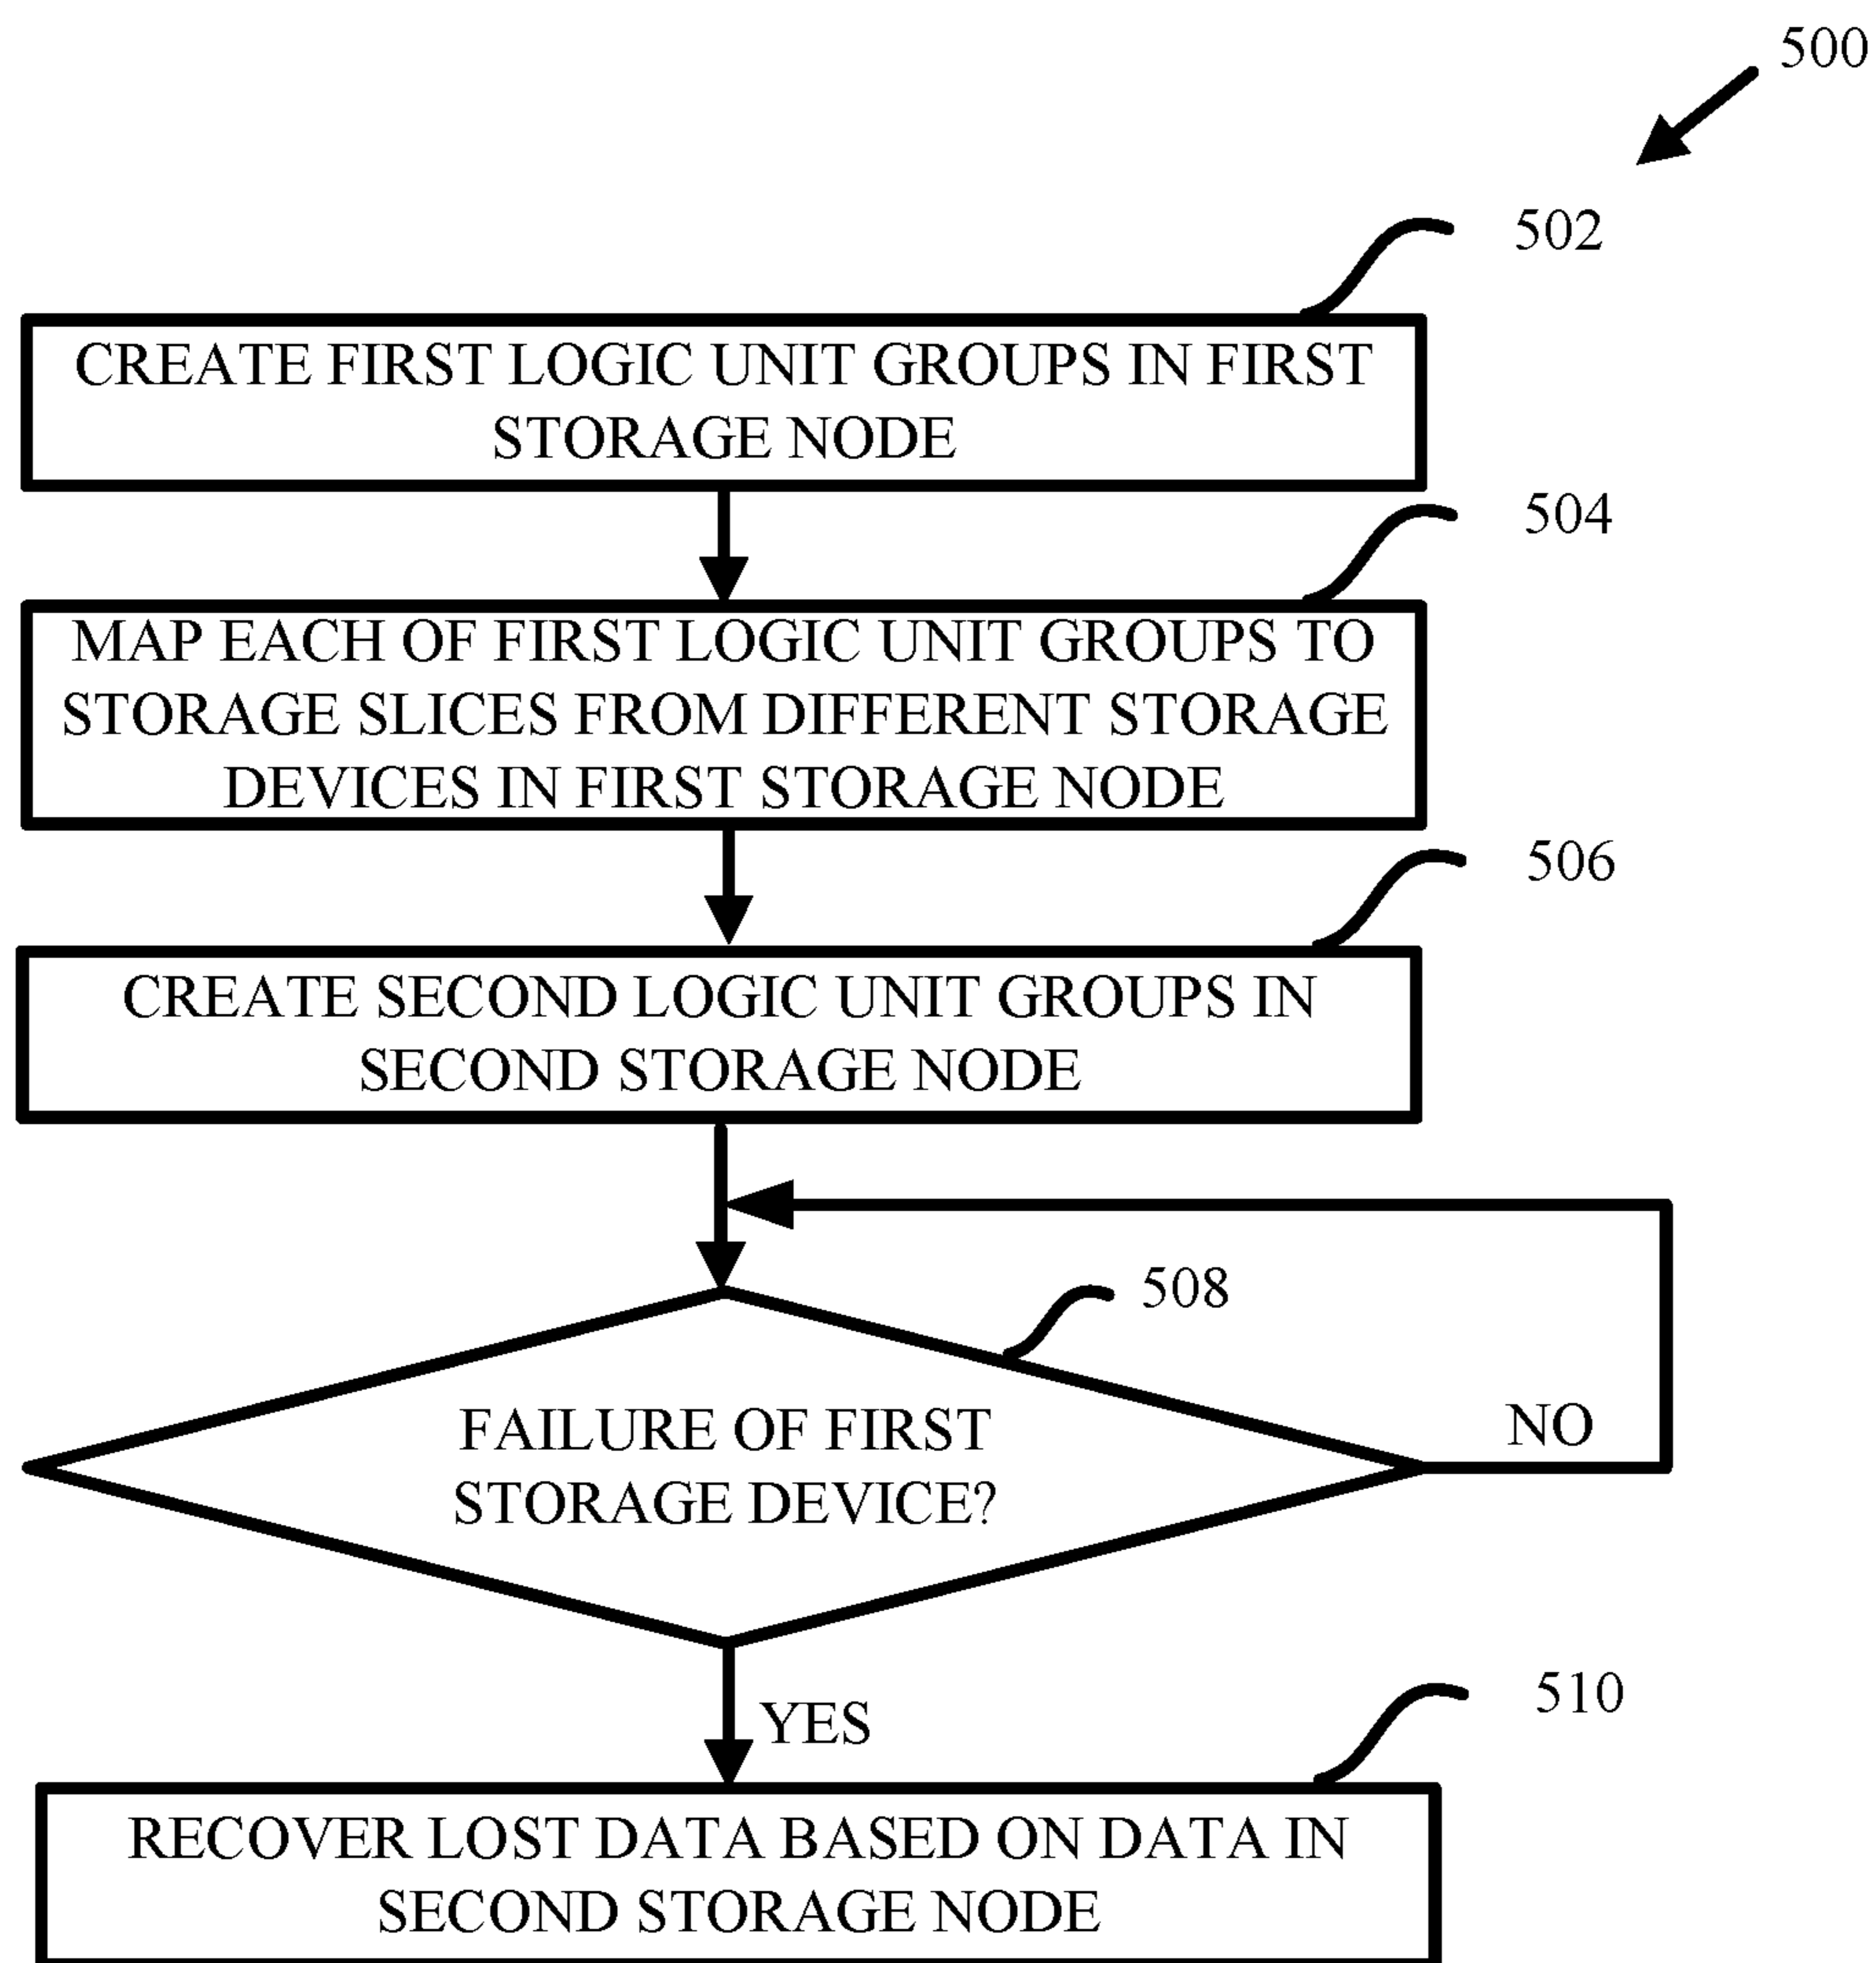 500
502
CREATE FIRST LOGIC UNIT GROUPS IN FIRST
STORAGE NODE
504
MAP EACH OF FIRST LOGIC UNIT GROUPS TO
STORAGE SLICES FROM DIFFERENT STORAGE
DEVICES IN FIRST STORAGE NODE
506
CREATE SECOND LOGIC UNIT GROUPS IN
SECOND STORAGE NODE
508
FAILURE OF FIRST
STORAGE DEVICE?
NO
YES
510
RECOVER LOST DATA BASED ON DATA IN
SECOND STORAGE NODE